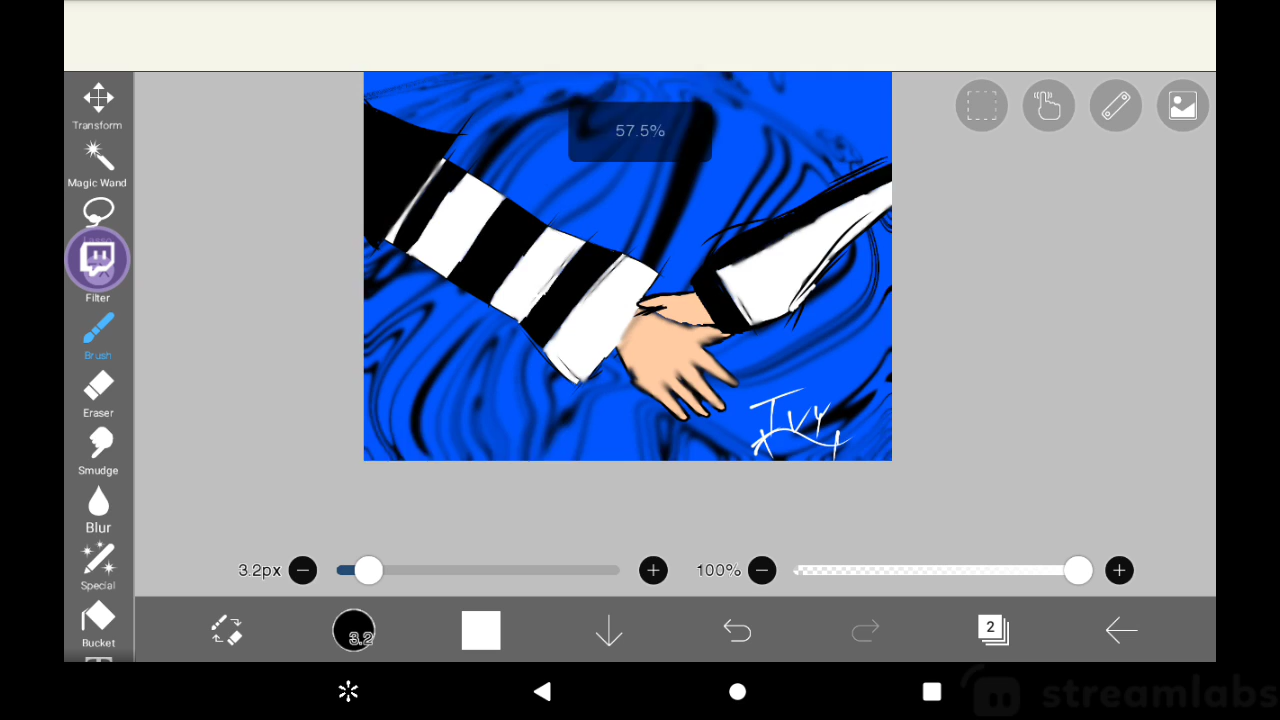 57.5%
Transform
Magic Wand
Filter
Brush
Eraser
Smudge
Blur
Special
Bucket
Ivy
3.2px
100%
3.2
2
streamlabs